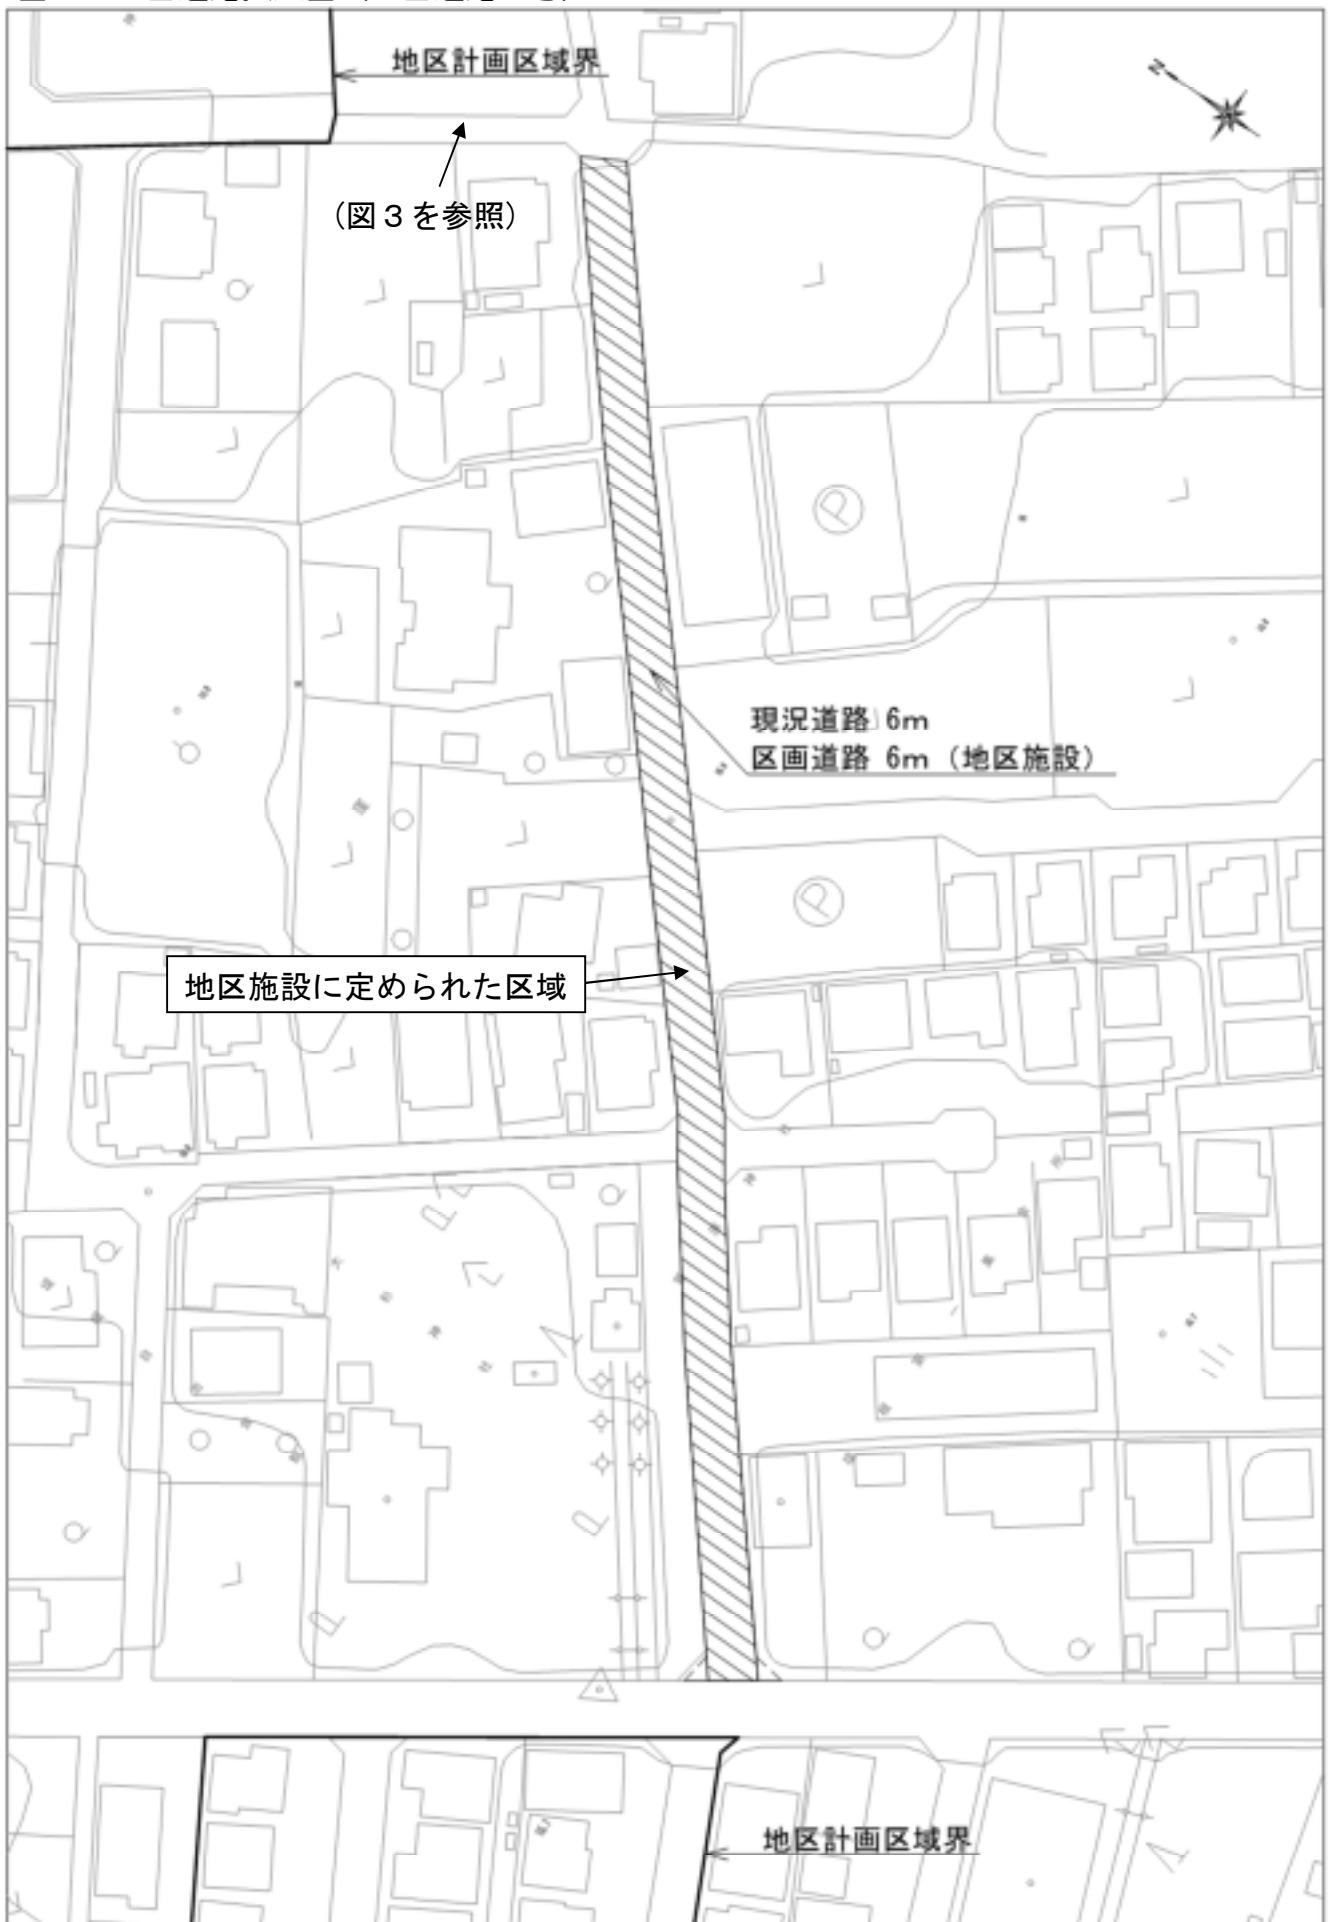 地区計画区域界
N
(図3を参照)
P
現況道路 6m
区画道路 6m (地区施設)
P
地区施設に定められた区域
地区計画区域界